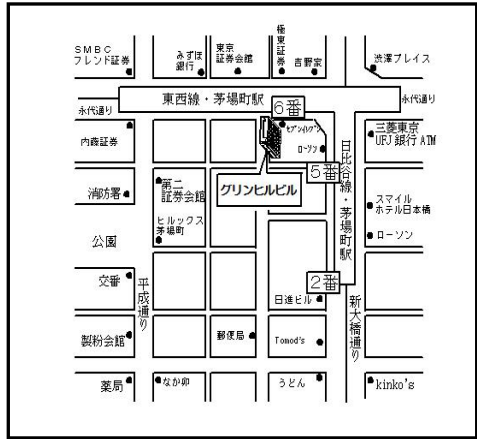 SMBC
フレンド証券
みずほ
銀行
東京
証券会館
極東証券
吉野家
渋澤プレイス
永代通り
東西線・茅場町駅
永代通り
6番
内藤証券
セブンイレブン
ローソン
三菱東京
UFJ銀行ATM
日比谷線・茅場町駅
5番
消防署
第二
証券会館
グリンヒルビル
スマイル
ホテル日本橋
ヒルックス
茅場町
ローソン
公園
2番
交番
平成通り
日進ビル
新大橋通り
製粉会館
郵便局
Tomod's
薬局
なか卯
うどん
kinko's